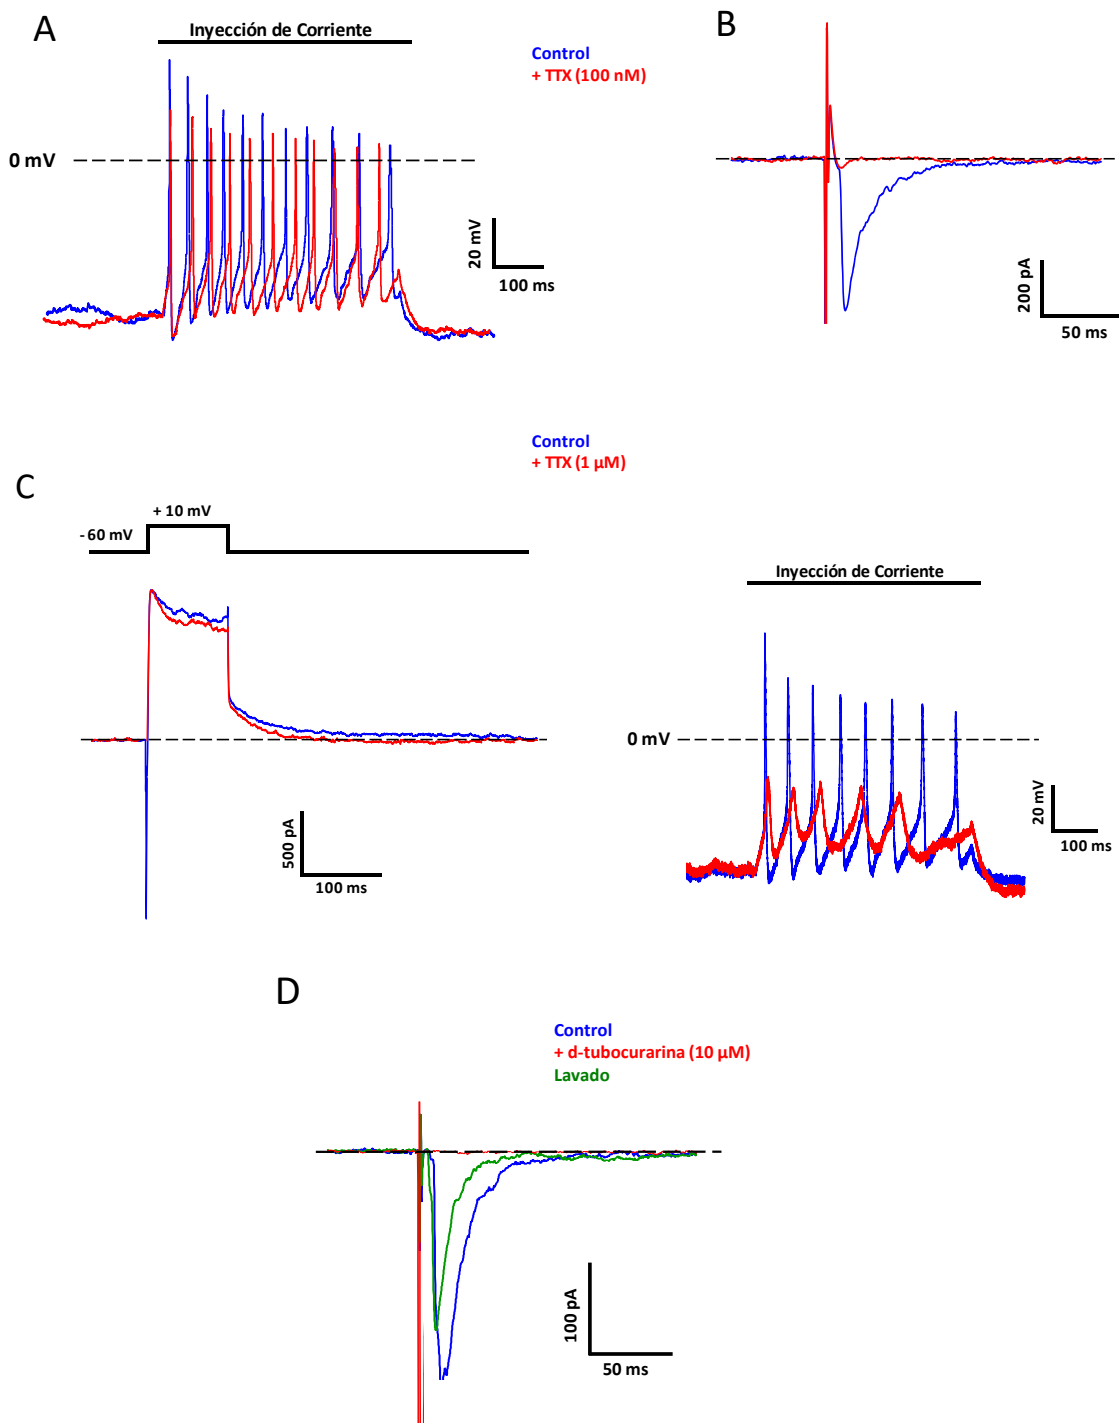 A
Inyección de Corriente
0 mV
20 mV
100 ms
Control
+ TTX (100 nM)
B
200 pA
50 ms
Control
+ TTX (1 µM)
C
+ 10 mV
- 60 mV
500 pA
100 ms
Inyección de Corriente
0 mV
20 mV
100 ms
D
Control
+ d-tubocurarina (10 µM)
Lavado
100 pA
50 ms